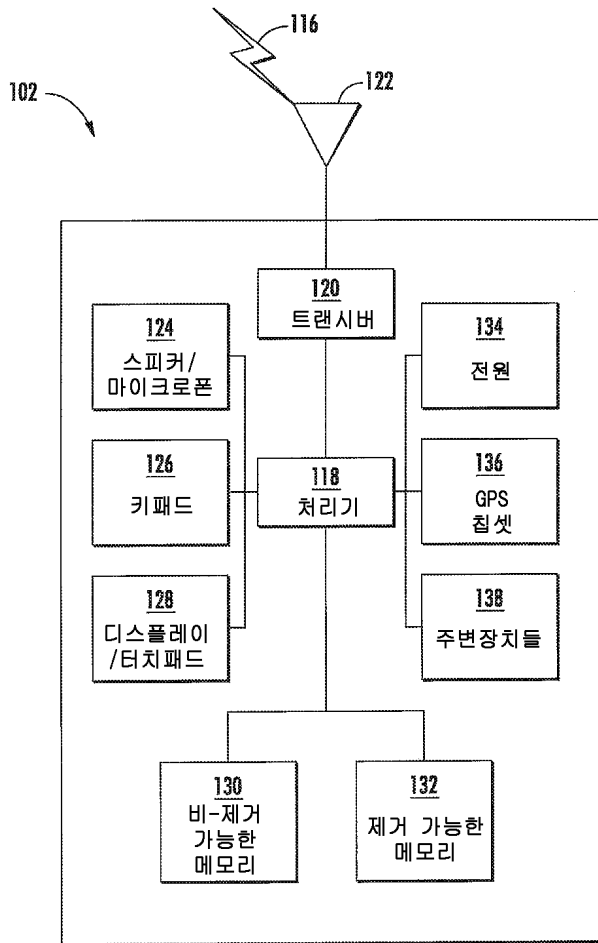 116
102
122
120
트랜시버
124
스피커/
마이크로폰
134
전원
126
키패드
118
처리기
136
GPS
칩셋
128
디스플레이
/터치패드
138
주변장치들
130
비-제거
가능한
메모리
132
제거 가능한
메모리